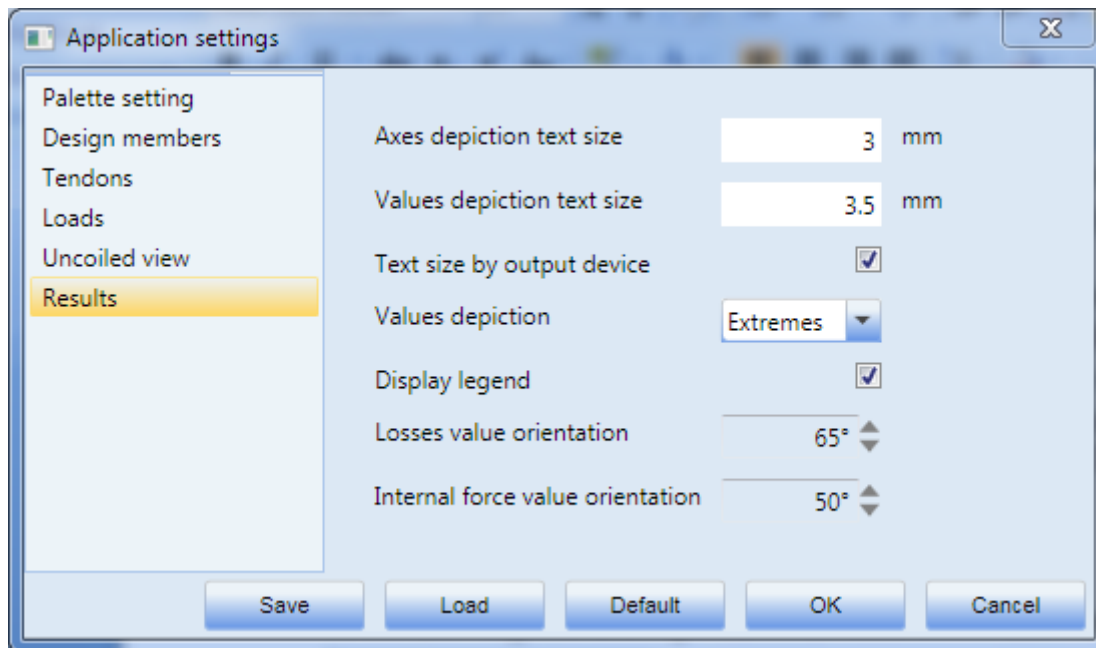 Application settings
Palette setting
Design members
Tendons
Loads
Uncoiled view
Results
Axes depiction text size 3 mm
Values depiction text size 3.5 mm
Text size by output device
Values depiction Extremes
Display legend
Losses value orientation 65°
Internal force value orientation 50°
Save Load Default OK Cancel